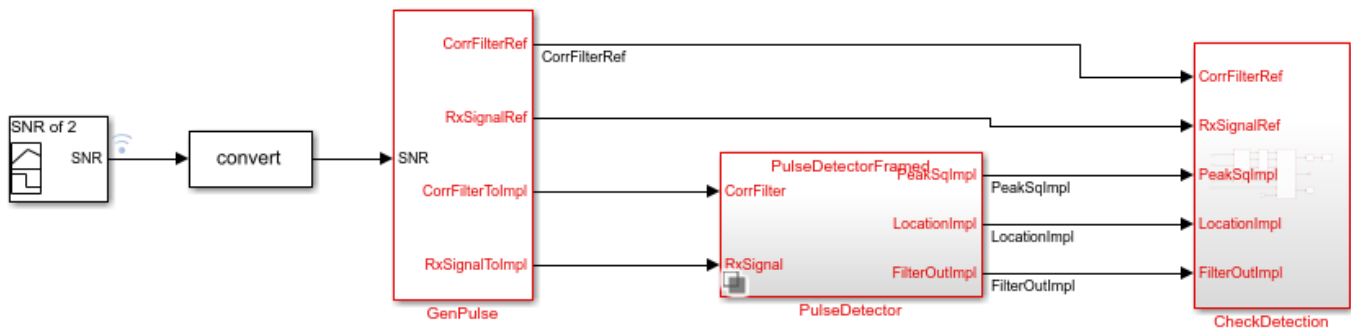 SNR of 2
SNR
convert
SNR
CorrFilterRef
RxSignalRef
CorrFilterToImpl
RxSignalToImpl
GenPulse
CorrFilterRef
PulseDetectorFramed
CorrFilter
RxSignal
PeakSqImpl
LocationImpl
FilterOutImpl
PulseDetector
PeakSqImpl
LocationImpl
FilterOutImpl
CorrFilterRef
RxSignalRef
PeakSqImpl
LocationImpl
FilterOutImpl
CheckDetection